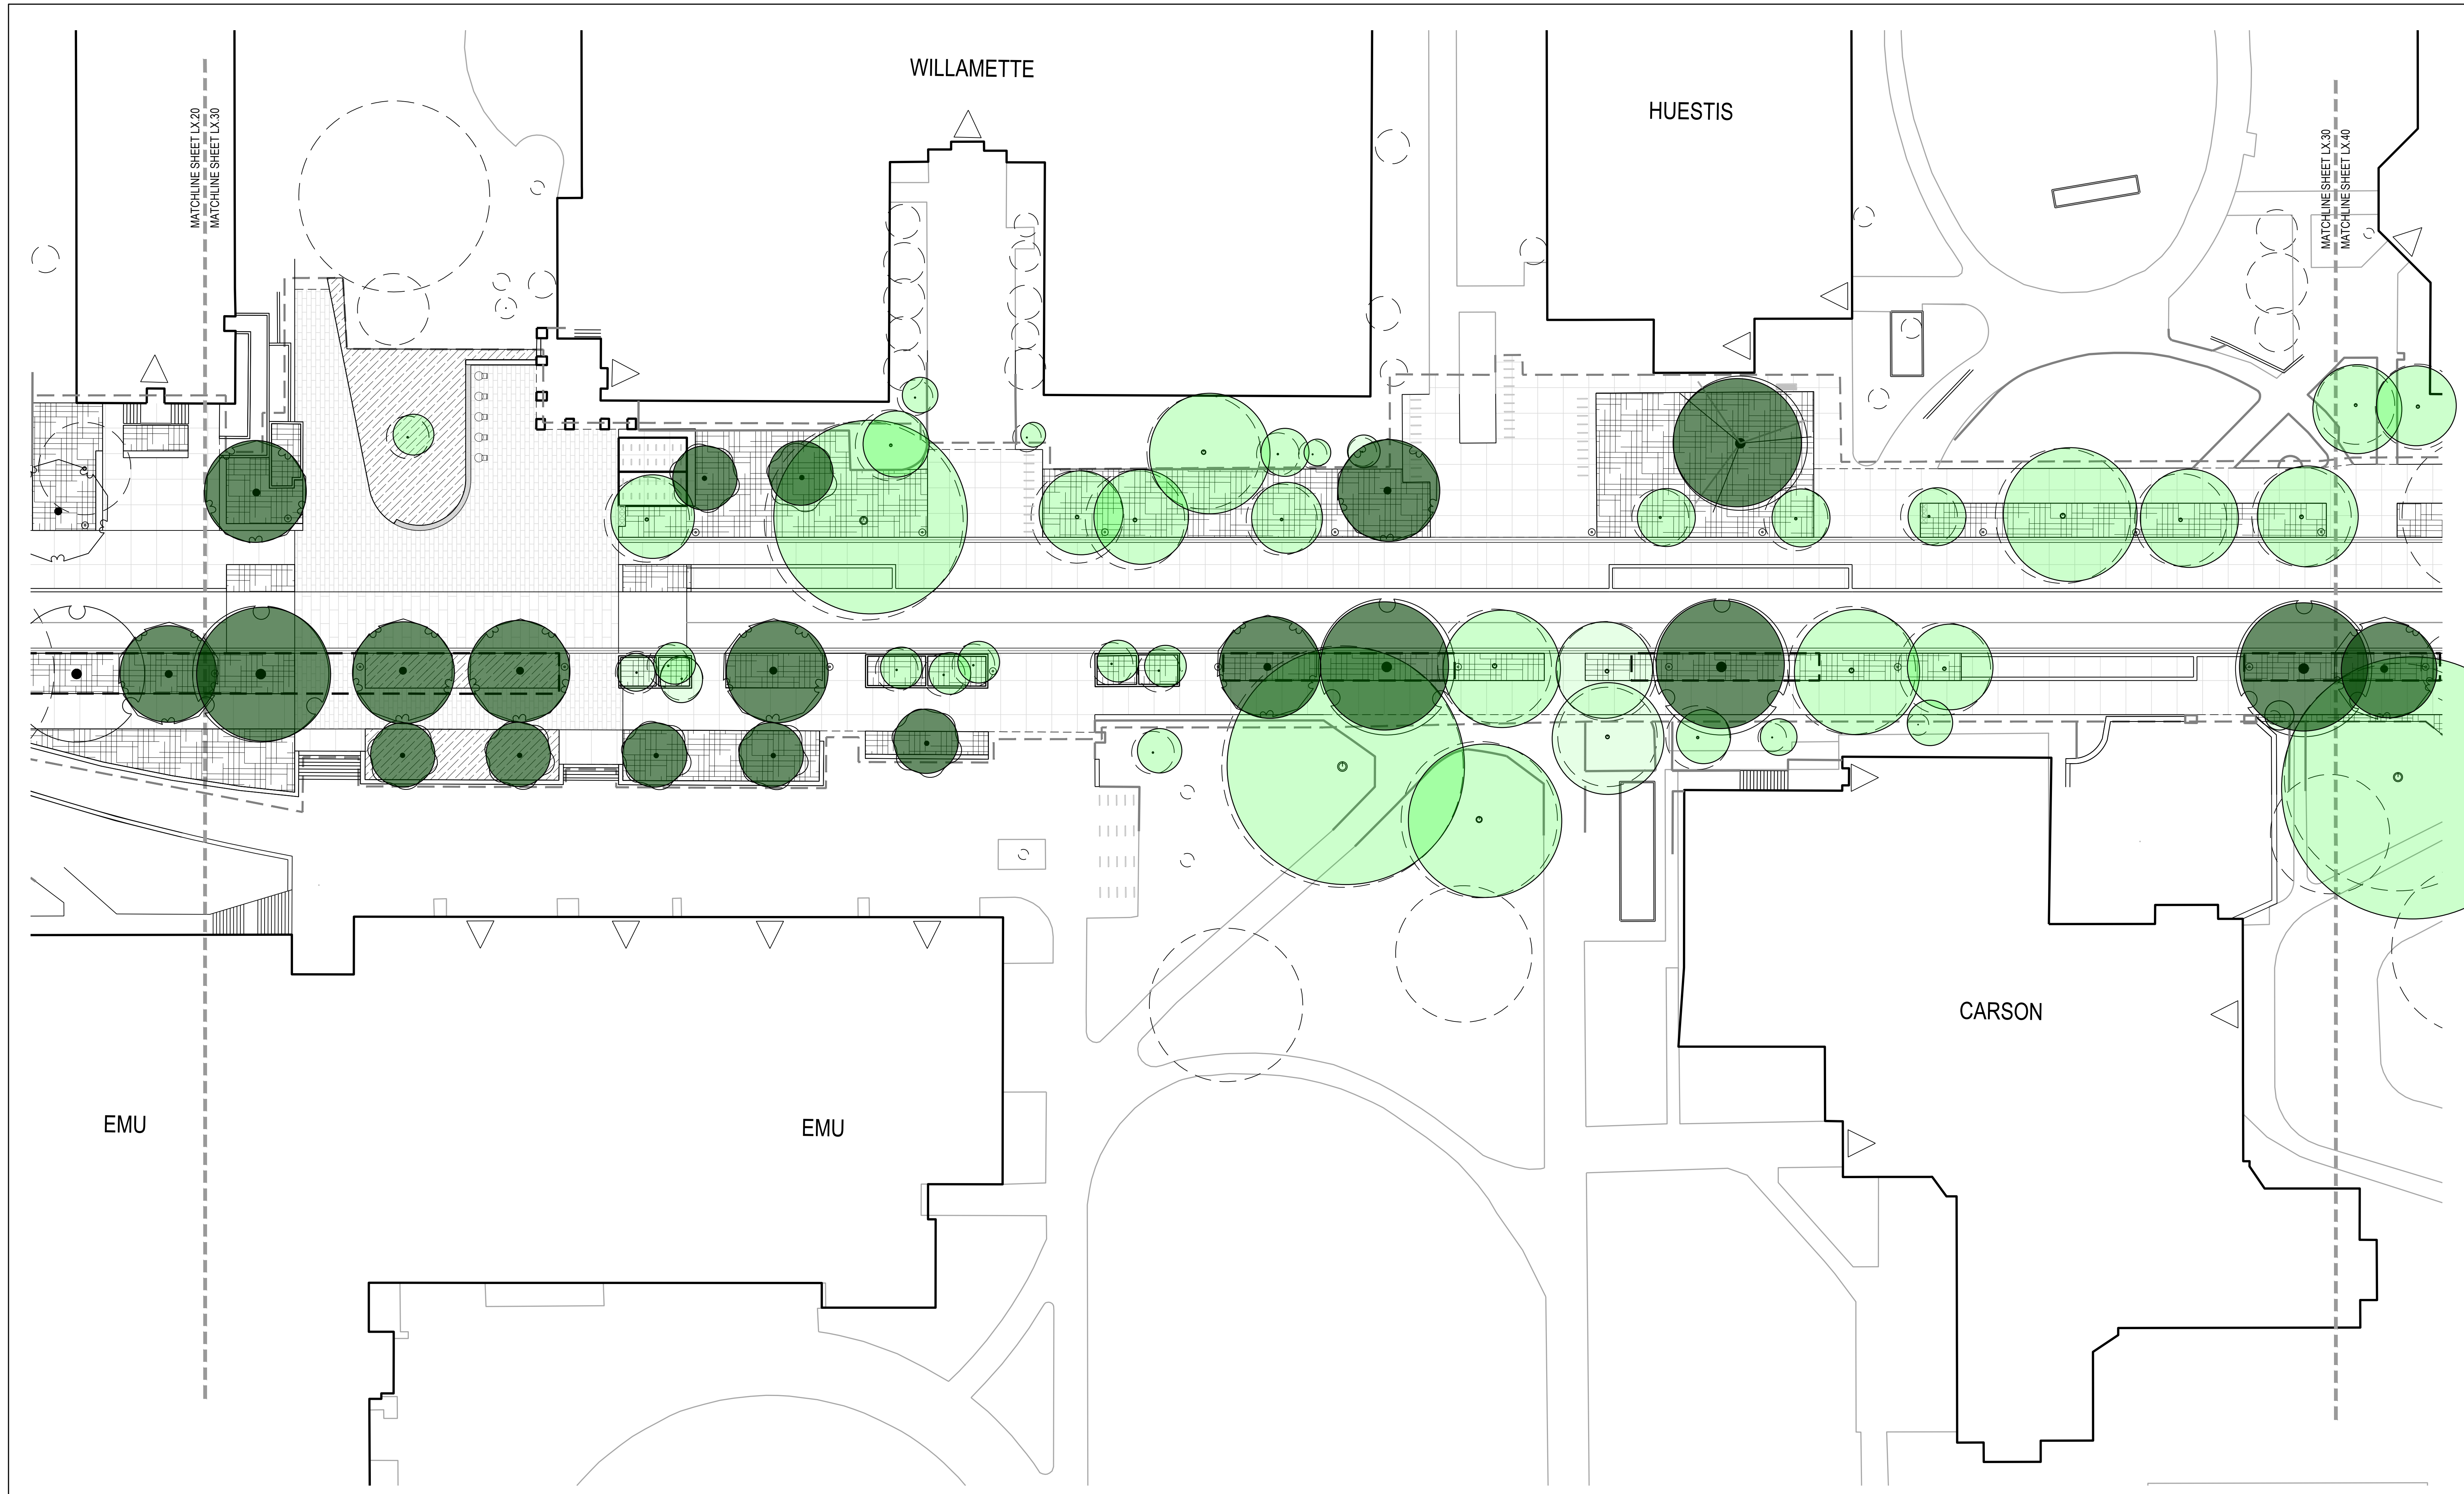 WILLAMETTE
HUESTIS
MATCHLINE SHEET LX.20
MATCHLINE SHEET LX.30
MATCHLINE SHEET LX.30
MATCHLINE SHEET LX.40
CARSON
EMU
EMU